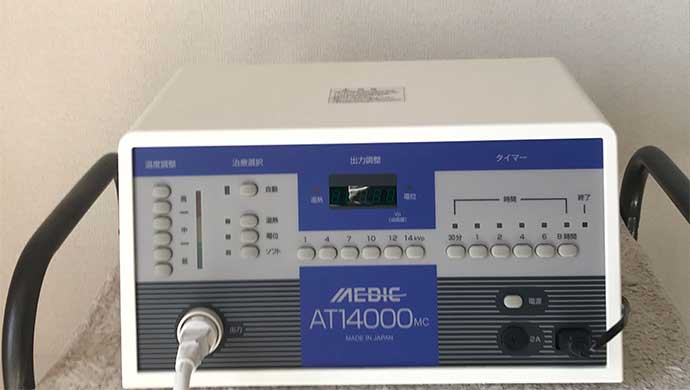 温度調整
治療選択
出力調整
タイマー
高
中
低
自動
温熱
電位
ソフト
温熱
電位
Vp
1 4 7 10 12 14kVp
時間
終了
30分 1 2 4 6 8時間
MEDIC
AT14000MC
MADE IN JAPAN
出力
電源
2A